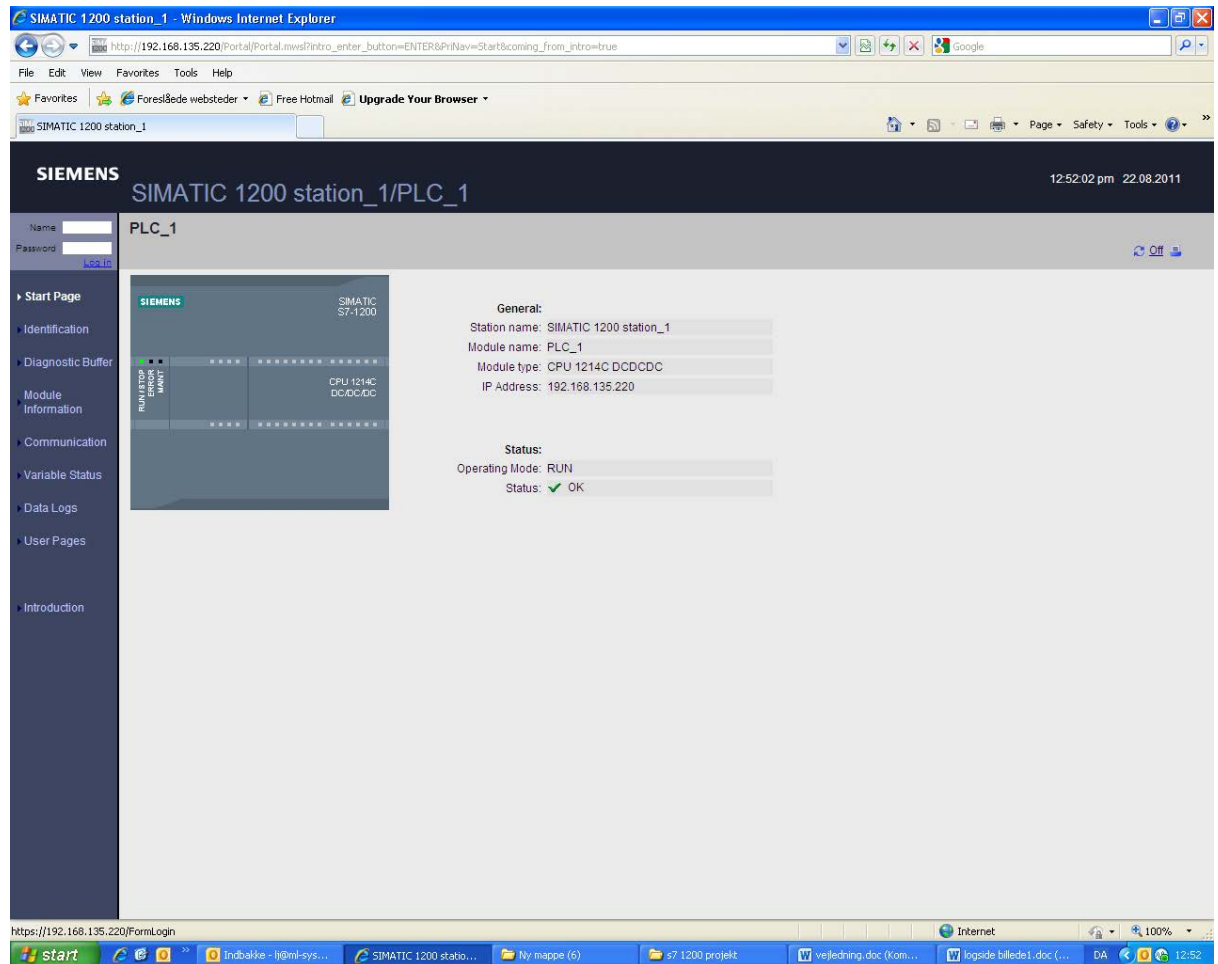 SIMATIC 1200 station_1 - Windows Internet Explorer
http://192.168.135.220/Portal/Portal.mwsl?intro_enter_button=ENTER&PriNav=Start&coming_from_intro=true
Google
File Edit View Favorites Tools Help
Favorites Foreslåede websteder Free Hotmail Upgrade Your Browser
SIMATIC 1200 station_1
Page Safety Tools
SIEMENS
SIMATIC 1200 station_1/PLC_1
12:52:02 pm 22.08.2011
Name
Password
Log in
PLC_1
Off
Start Page
Identification
Diagnostic Buffer
Module
Information
Communication
Variable Status
Data Logs
User Pages
Introduction
SIEMENS
SIMATIC
S7-1200
RUN / STOP
ERROR
MAINT
CPU 1214C
DC/DC/DC
General:
Station name: SIMATIC 1200 station_1
Module name: PLC_1
Module type: CPU 1214C DCDCDC
IP Address: 192.168.135.220
Status:
Operating Mode: RUN
Status: OK
https://192.168.135.220/FormLogin
Internet
100%
start
Indbakke - lj@ml-sys...
SIMATIC 1200 statio...
Ny mappe (6)
s7 1200 projekt
vejledning.doc (Kom...
logside billede1.doc (...
DA
12:52